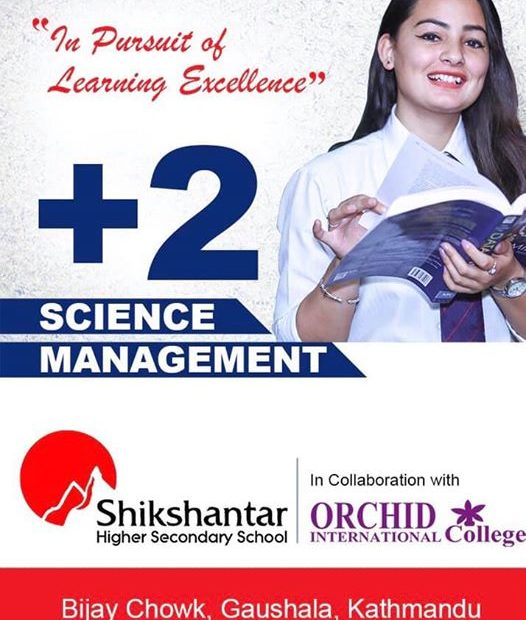 "In Pursuit of
Learning Excellence"
+2
SCIENCE
MANAGEMENT
Shikshantar
Higher Secondary School
In Collaboration with
ORCHID
INTERNATIONAL College
Bijay Chowk, Gaushala, Kathmandu